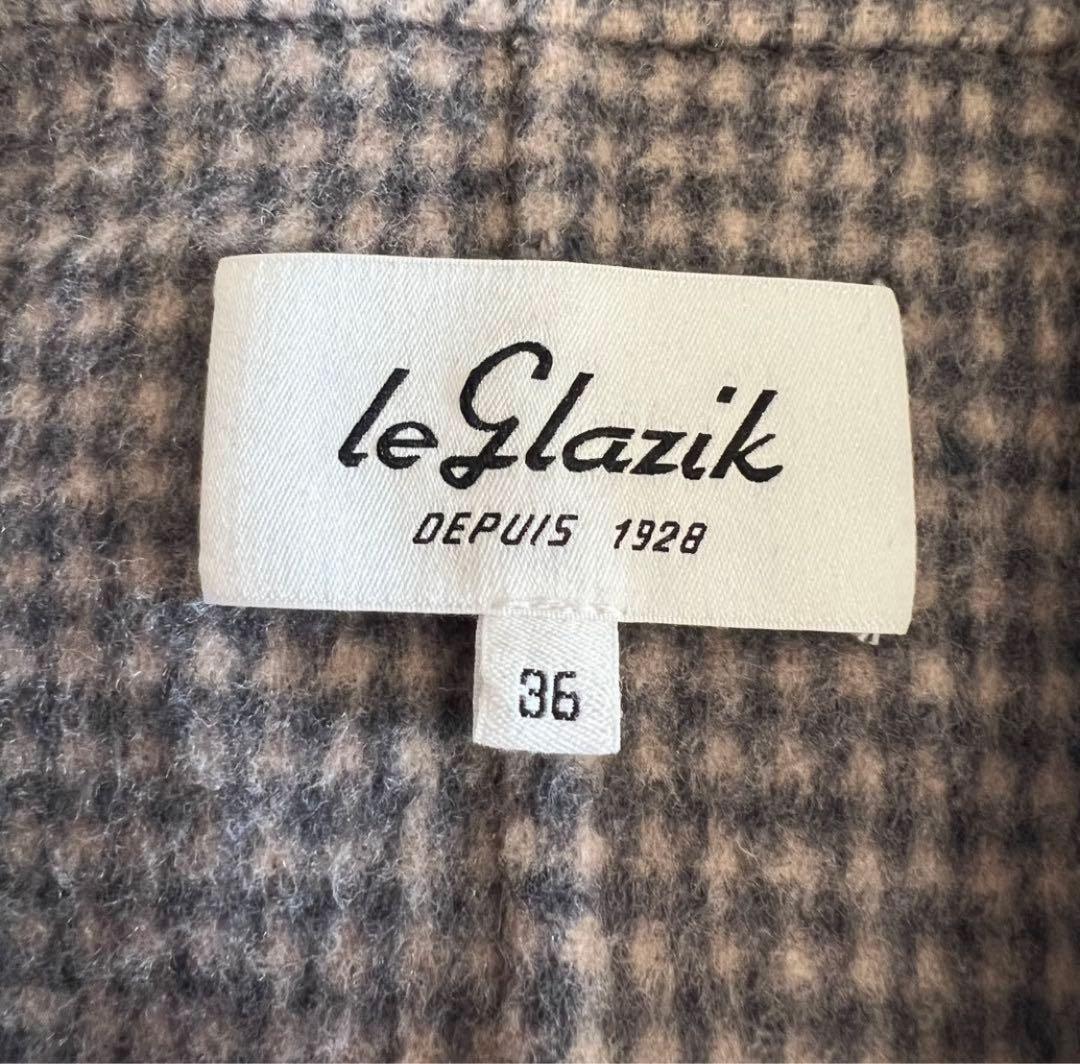 le Glazik
DEPUIS 1928
36